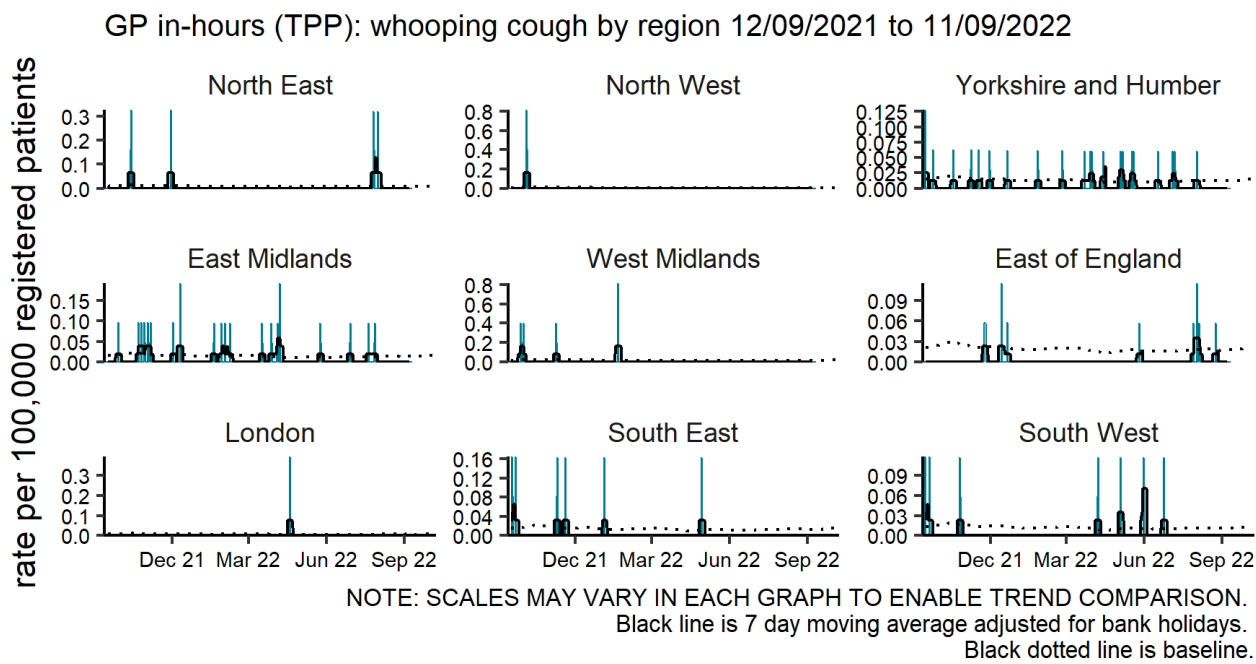 GP in-hours (TPP): whooping cough by region 12/09/2021 to 11/09/2022
rate per 100,000 registered patients
North East
0.3
0.2
0.1
0.0
North West
0.8
0.6
0.4
0.2
0.0
Yorkshire and Humber
0.125
0.100
0.075
0.050
0.025
0.000
East Midlands
0.15
0.10
0.05
0.00
West Midlands
0.8
0.6
0.4
0.2
0.0
East of England
0.09
0.06
0.03
0.00
London
0.3
0.2
0.1
0.0
South East
0.16
0.12
0.08
0.04
0.00
South West
0.09
0.06
0.03
0.00
Dec 21 Mar 22 Jun 22 Sep 22
Dec 21 Mar 22 Jun 22 Sep 22
Dec 21 Mar 22 Jun 22 Sep 22
NOTE: SCALES MAY VARY IN EACH GRAPH TO ENABLE TREND COMPARISON.
Black line is 7 day moving average adjusted for bank holidays.
Black dotted line is baseline.